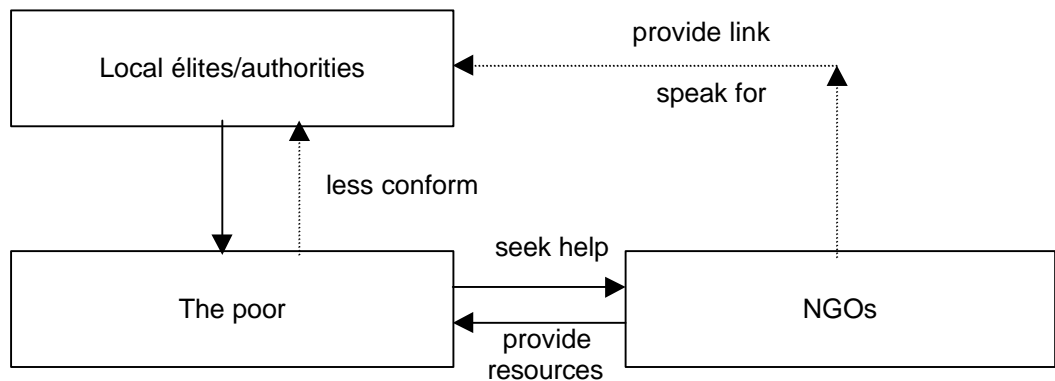 provide link
Local élites/authorities
speak for
less conform
seek help
The poor
NGOs
provide
resources